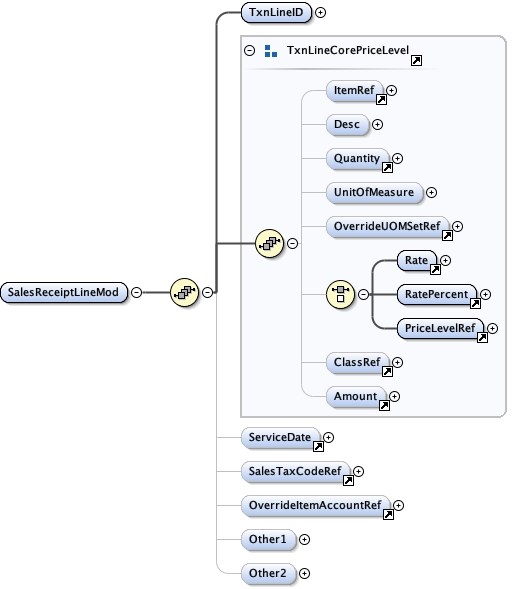 TxnLineID
TxnLineCorePriceLevel
ItemRef
Desc
Quantity
UnitOfMeasure
OverrideUOMSetRef
Rate
SalesReceiptLineMod
RatePercent
PriceLevelRef
ClassRef
Amount
ServiceDate
SalesTaxCodeRef
OverrideItemAccountRef
Other1
Other2